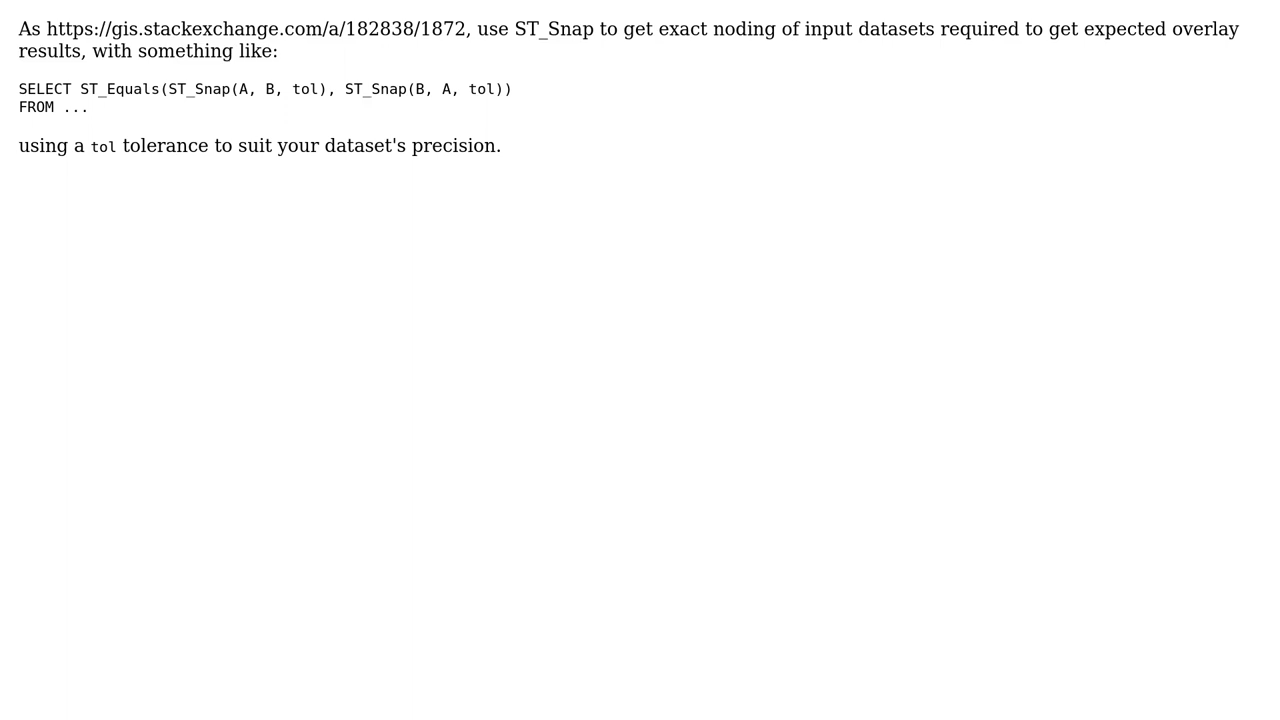 As https://gis.stackexchange.com/a/182838/1872, use ST_Snap to get exact noding of input datasets required to get expected overlay
results, with something like:
SELECT ST_Equals(ST_Snap(A, B, tol), ST_Snap(B, A, tol))
FROM ...
using a tol tolerance to suit your dataset's precision.